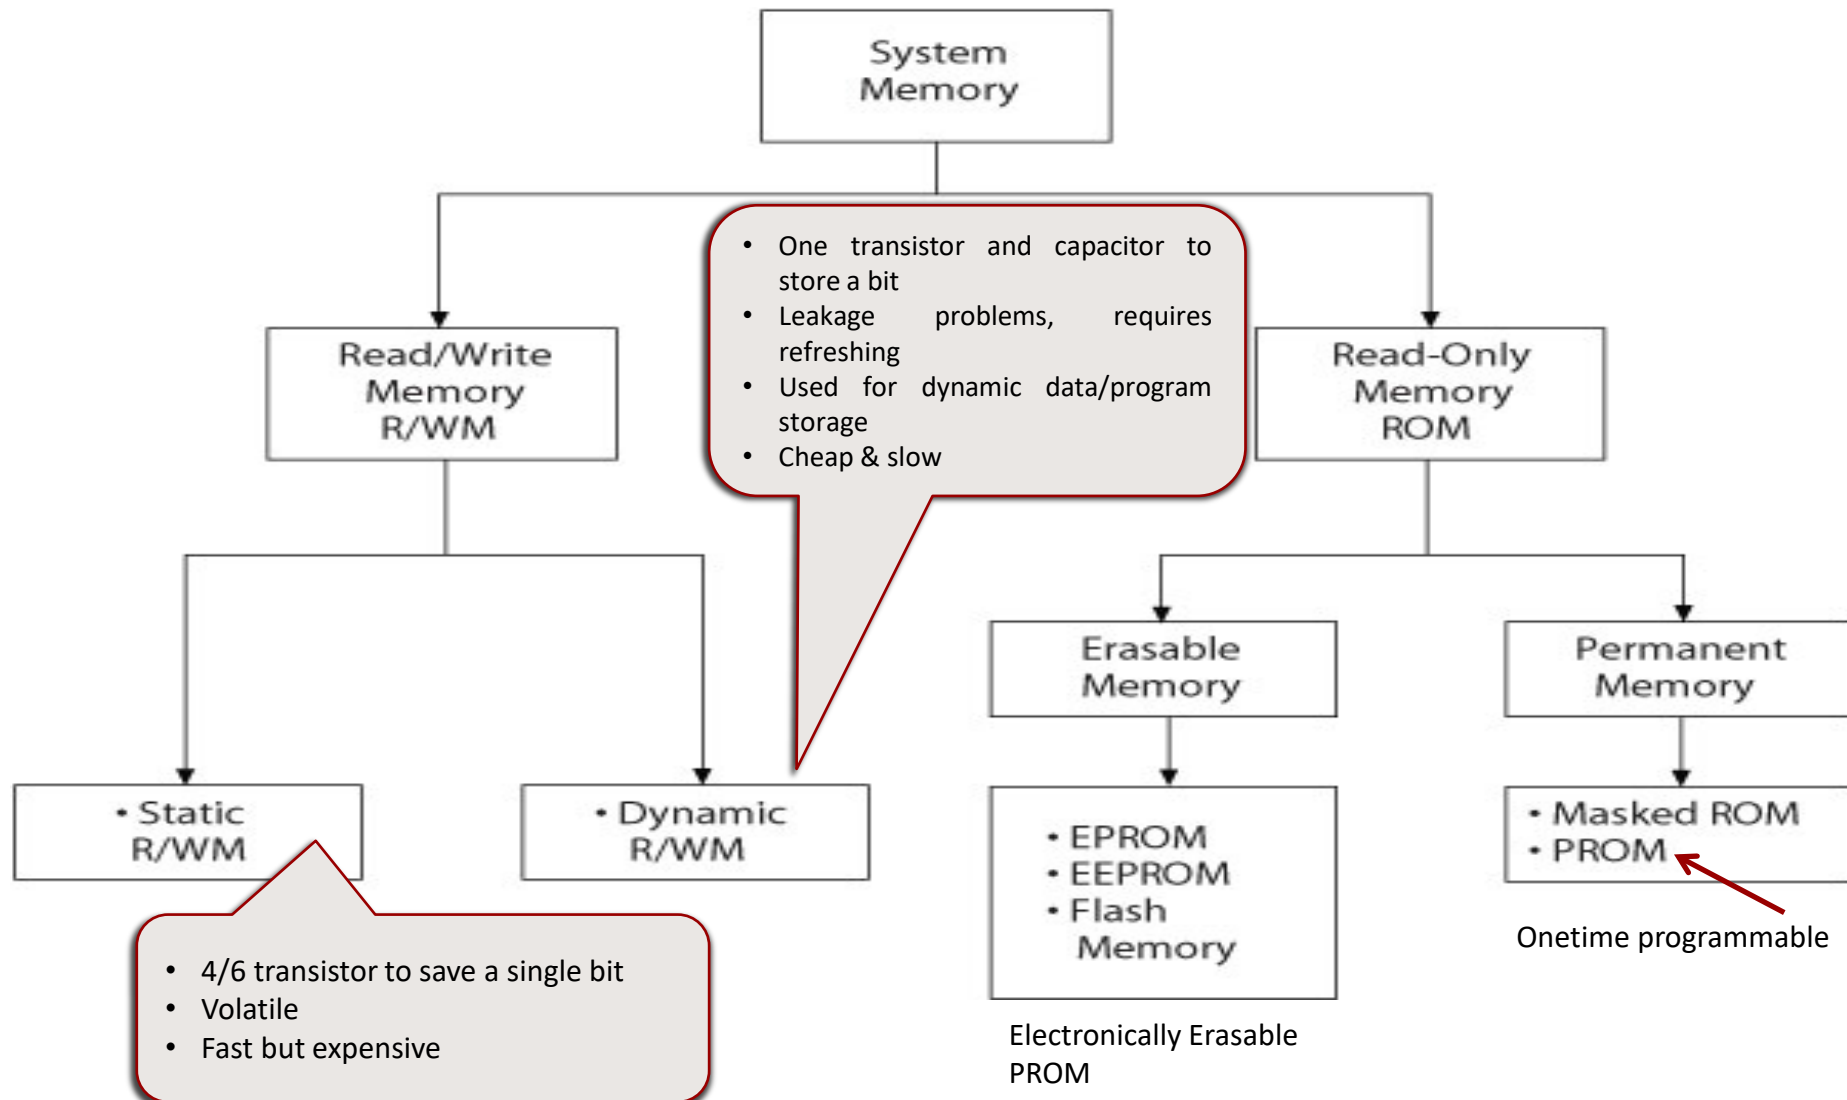 System
Memory
• One transistor and capacitor to
store a bit
• Leakage problems, requires
refreshing
• Used for dynamic data/program
storage
• Cheap & slow
Read/Write
Memory
R/WM
Read-Only
Memory
ROM
Erasable
Memory
Permanent
Memory
• Static
R/WM
• Dynamic
R/WM
• EPROM
• EEPROM
• Flash
Memory
• Masked ROM
• PROM
Onetime programmable
• 4/6 transistor to save a single bit
• Volatile
• Fast but expensive
Electronically Erasable
PROM